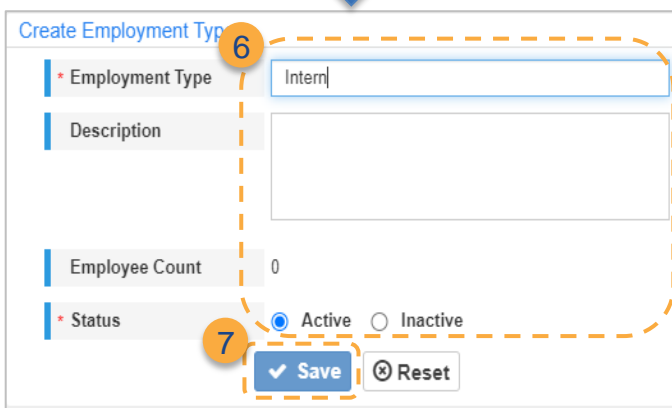 Create Employment Typ
6
* Employment Type Intern
Description
Employee Count 0
* Status Active Inactive
7
Save Reset